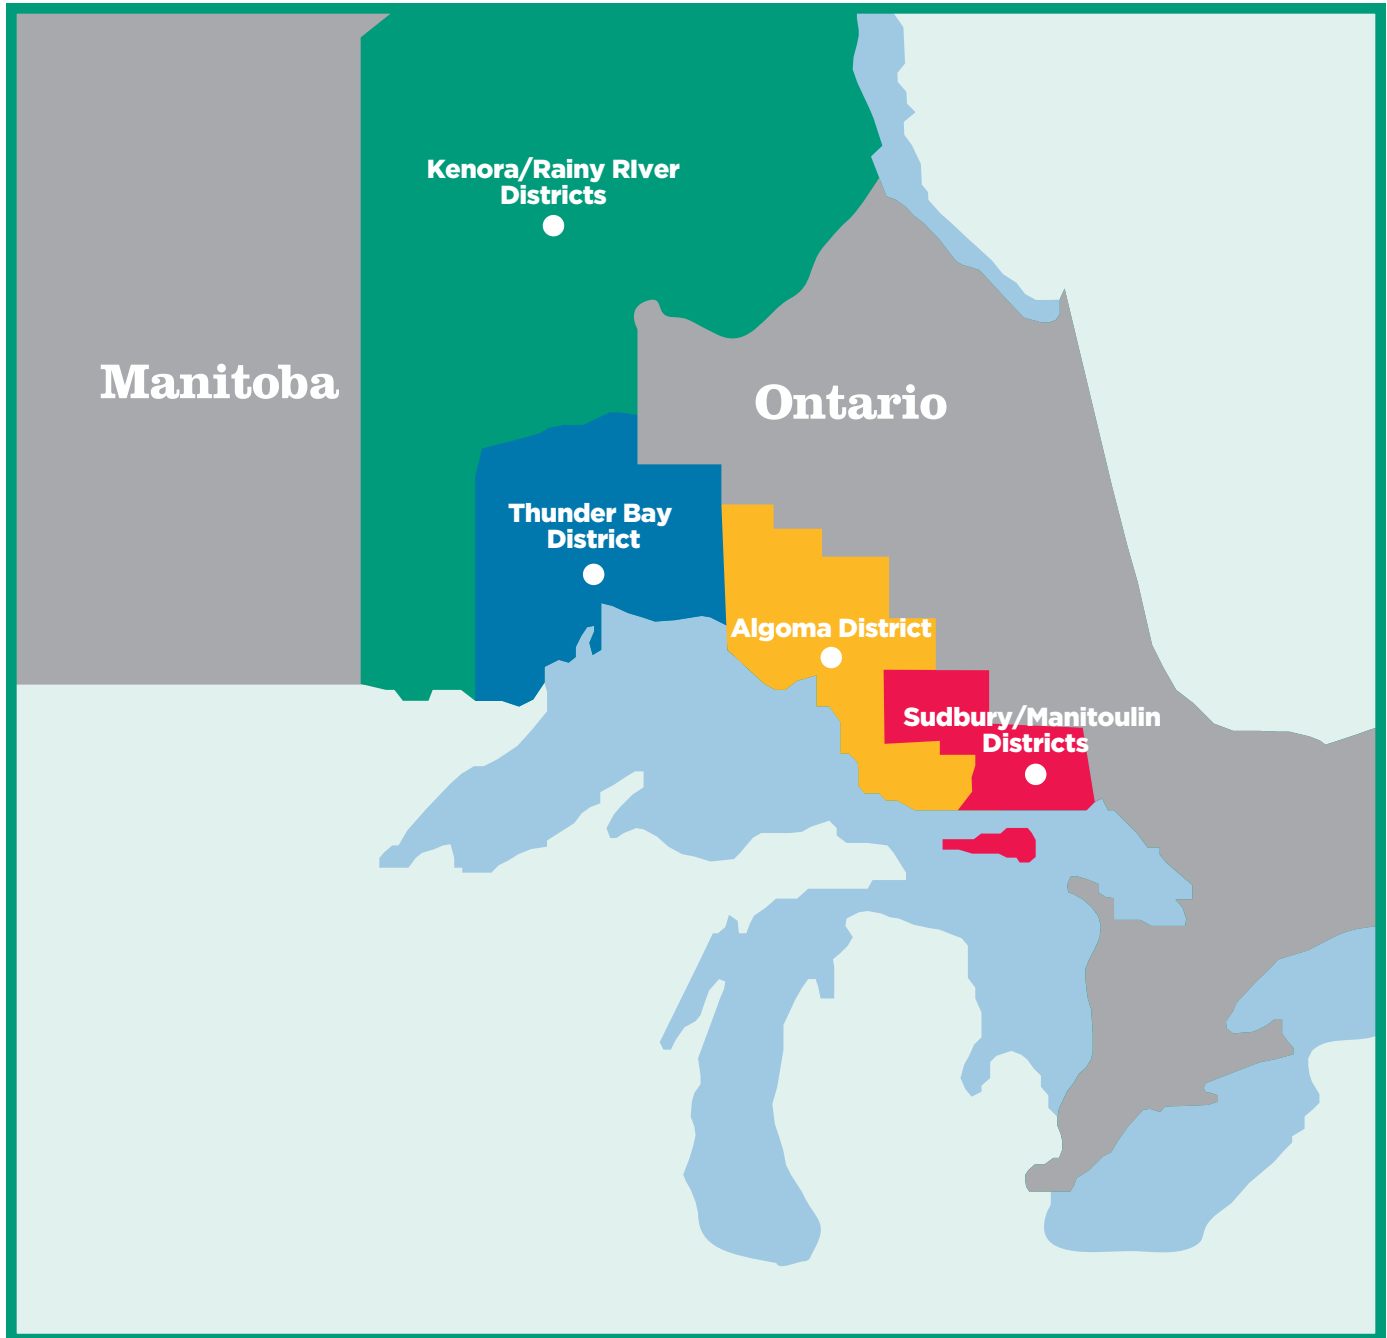 Kenora/Rainy RIver
Districts
Manitoba
Ontario
Thunder Bay
District
Algoma District
Sudbury/Manitoulin
Districts